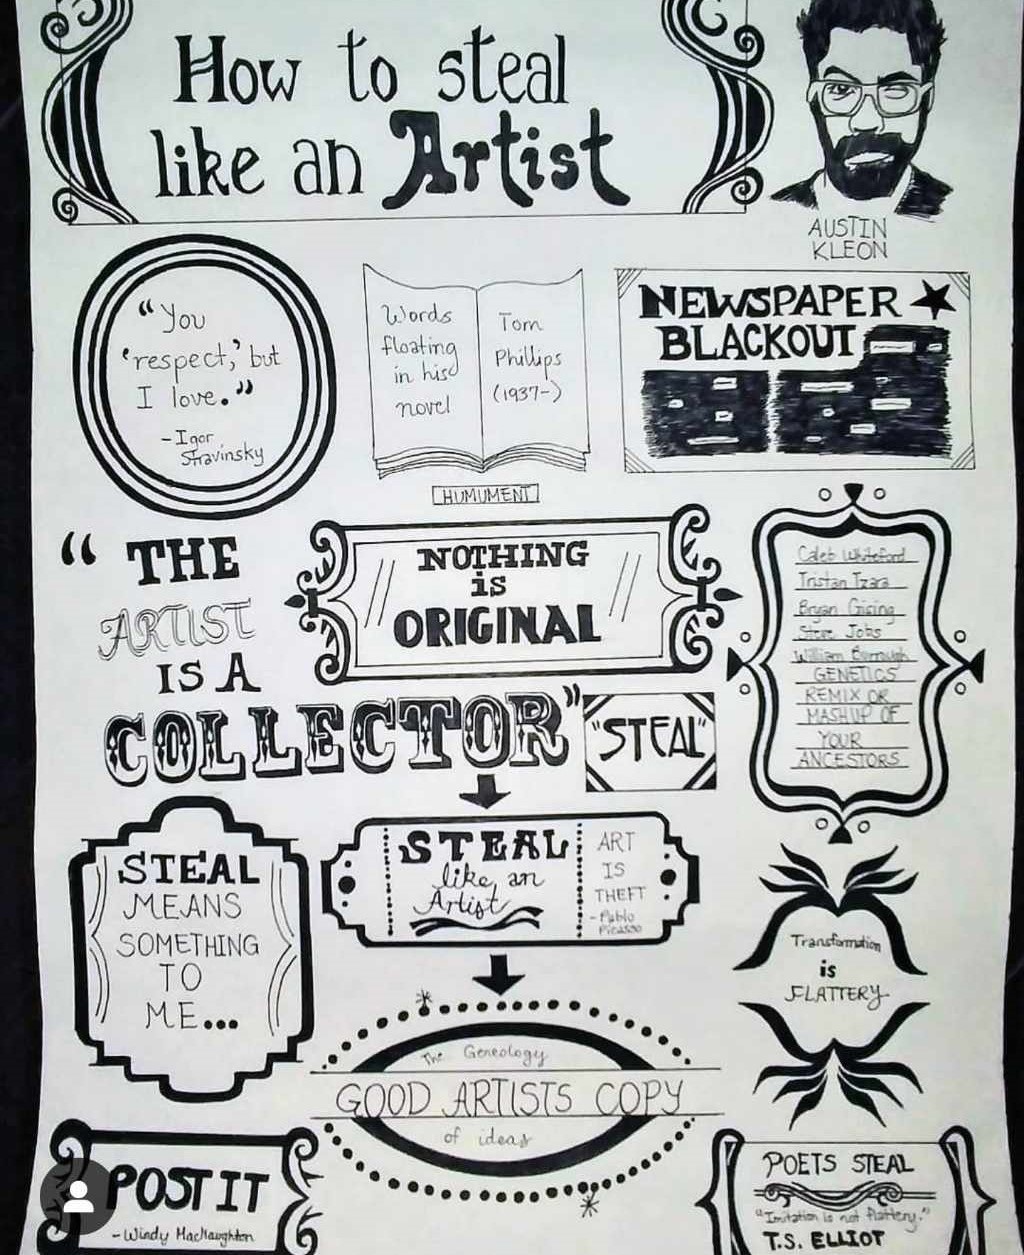 How to steal
like an Artist
AUSTIN
KLEON
"You
'respect,' but
I love."
-Igor
Stravinsky
Words
floating
in his
novel
Tom
Phillips
(1937-)
HUMUMENT
NEWSPAPER
BLACKOUT
"THE
ARTIST
IS A
COLLECTOR"
NOTHING
is
ORIGINAL
"STEAL"
Caleb Whiteford
Tristan Tzara
Bryan Gising
Steve Jobs
William Burrough
GENETICS
REMIX OR
MASHUP OF
YOUR
ANCESTORS
STEAL
MEANS
SOMETHING
TO
ME...
STEAL
like an
Artist
ART
IS
THEFT
-Pablo
Picasso
Transformation
is
FLATTERY
The Geneology
GOOD ARTISTS COPY
of ideas
POST IT
-Windy MacNaughton
POETS STEAL
"Imitation is not flattery."
T.S. ELLIOT